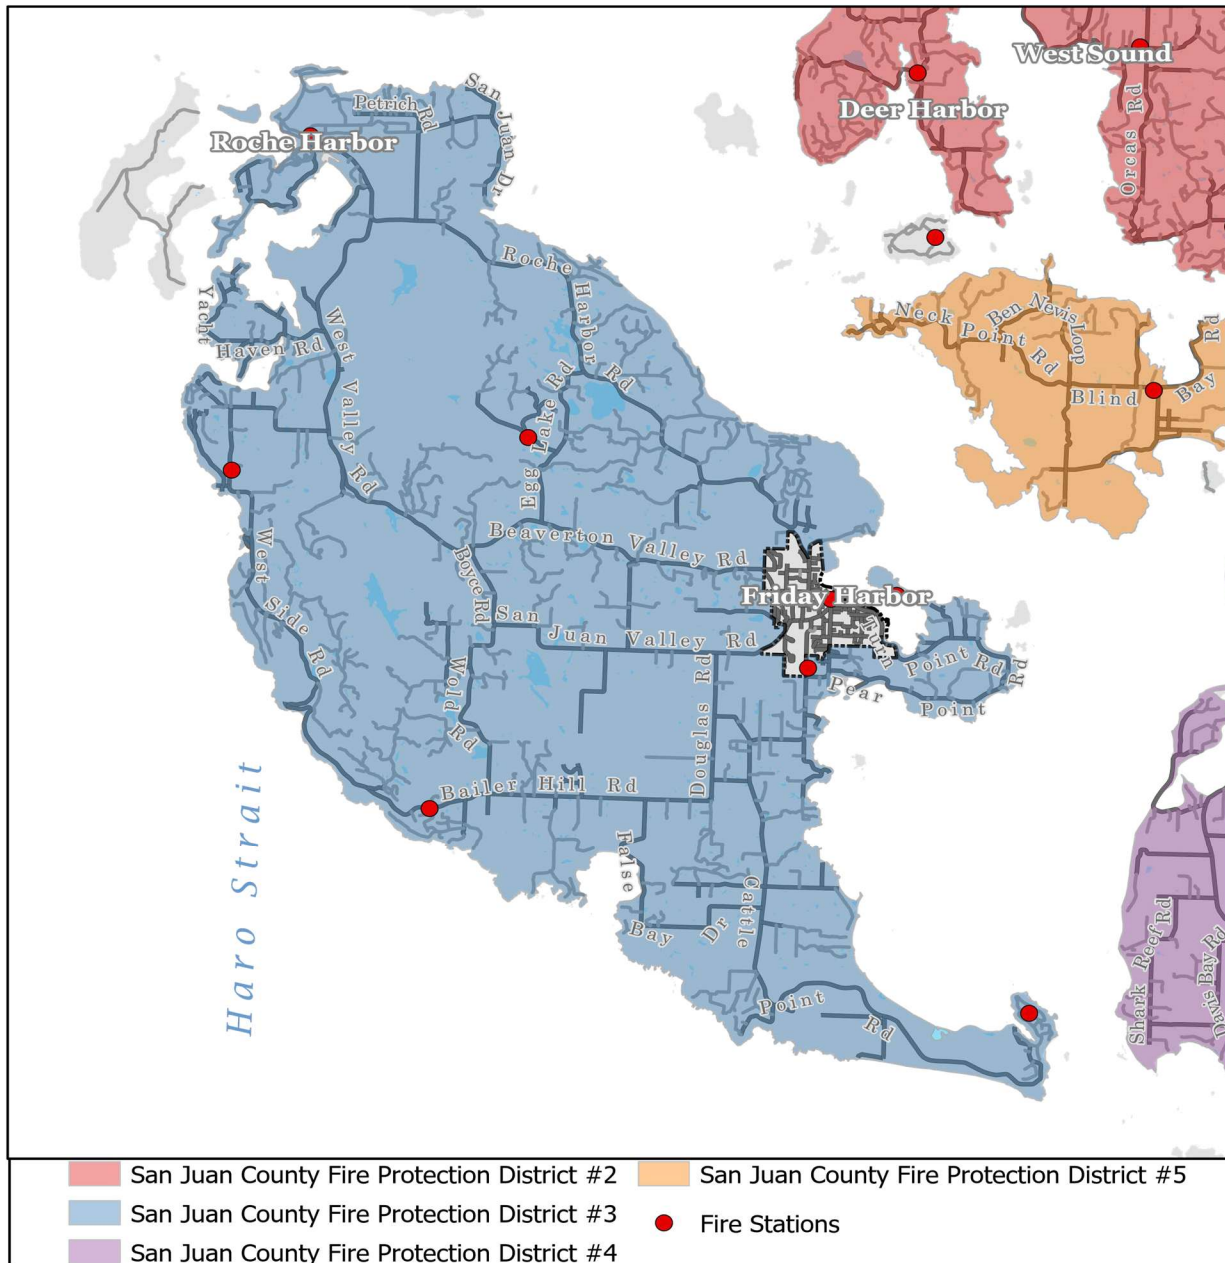 West Sound
Deer Harbor
Orcas Rd
San Juan Dr
Petrich Rd
Roche Harbor
Roche Harbor Rd
Yacht Haven Rd
West Valley Rd
Neck Point Rd
Ben Nevis Loop
Blind Bay Rd
Egg Lake Rd
Beaverton Valley Rd
Boyce Rd
West Side Rd
San Juan Valley Rd
Friday Harbor
Turn Point Rd
Pear Point Rd
Wold Rd
Douglas Rd
Bailer Hill Rd
False Bay Dr
Cattle Point Rd
Haro Strait
Shark Reef Rd
Davis Bay Rd
San Juan County Fire Protection District #2
San Juan County Fire Protection District #3
San Juan County Fire Protection District #4
San Juan County Fire Protection District #5
Fire Stations